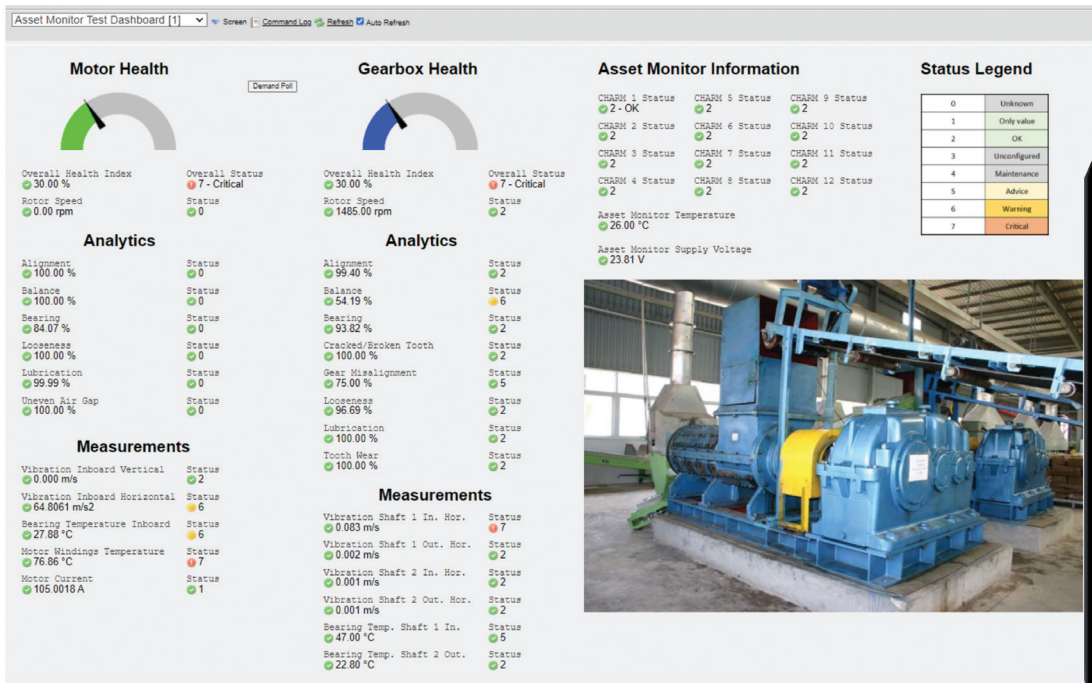 Asset Monitor Test Dashboard [1] Screen Command Log Refresh Auto Refresh
Motor Health
Demand Poll
Overall Health Index Overall Status
30.00 % 7 - Critical
Rotor Speed Status
0.00 rpm 0
Analytics
Alignment Status
100.00 % 0
Balance Status
100.00 % 0
Bearing Status
84.07 % 0
Looseness Status
100.00 % 0
Lubrication Status
99.99 % 0
Uneven Air Gap Status
100.00 % 0
Measurements
Vibration Inboard Vertical Status
0.000 m/s 2
Vibration Inboard Horizontal Status
64.8061 m/s2 6
Bearing Temperature Inboard Status
27.88 °C 6
Motor Windings Temperature Status
76.86 °C 7
Motor Current Status
105.0018 A 1
Gearbox Health
Overall Health Index Overall Status
30.00 % 7 - Critical
Rotor Speed Status
1485.00 rpm 2
Analytics
Alignment Status
99.40 % 2
Balance Status
54.19 % 6
Bearing Status
93.82 % 2
Cracked/Broken Tooth Status
100.00 % 2
Gear Misalignment Status
75.00 % 5
Looseness Status
96.69 % 2
Lubrication Status
100.00 % 2
Tooth Wear Status
100.00 % 2
Measurements
Vibration Shaft 1 In. Hor. Status
0.083 m/s 7
Vibration Shaft 1 Out. Hor. Status
0.002 m/s 2
Vibration Shaft 2 In. Hor. Status
0.001 m/s 2
Vibration Shaft 2 Out. Hor. Status
0.001 m/s 2
Bearing Temp. Shaft 1 In. Status
47.00 °C 5
Bearing Temp. Shaft 2 Out. Status
22.80 °C 2
Asset Monitor Information
CHARM 1 Status CHARM 5 Status CHARM 9 Status
2 - OK 2 2
CHARM 2 Status CHARM 6 Status CHARM 10 Status
2 2 2
CHARM 3 Status CHARM 7 Status CHARM 11 Status
2 2 2
CHARM 4 Status CHARM 8 Status CHARM 12 Status
2 2 2
Asset Monitor Temperature
26.00 °C
Asset Monitor Supply Voltage
23.81 V
Status Legend
0 Unknown
1 Only value
2 OK
3 Unconfigured
4 Maintenance
5 Advice
6 Warning
7 Critical